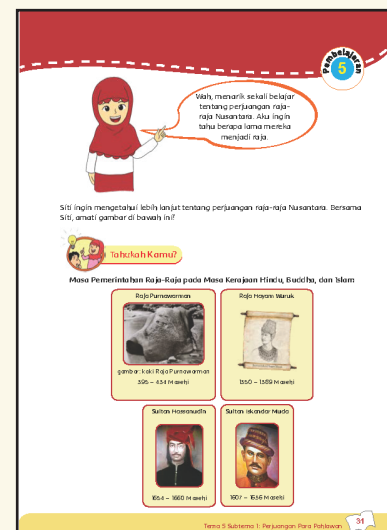 Pembelajaran
5
Wah, menarik sekali belajar
tentang perjuangan raja-
raja Nusantara. Aku ingin
tahu berapa lama mereka
menjadi raja.
Siti ingin mengetahui lebih lanjut tentang perjuangan raja-raja Nusantara. Bersama
Siti, amati gambar di bawah ini!
Tahukah Kamu?
Masa Pemerintahan Raja-Raja pada Masa Kerajaan Hindu, Buddha, dan Islam
Raja Purnawarman
gambar: kaki Raja Purnawarman
395 – 434 Masehi
Raja Hayam Wuruk
1350 – 1389 Masehi
Sultan Hassanudin
1654 – 1660 Masehi
Sultan Iskandar Muda
1607 – 1636 Masehi
Tema 5 Subtema 1: Perjuangan Para Pahlawan
31